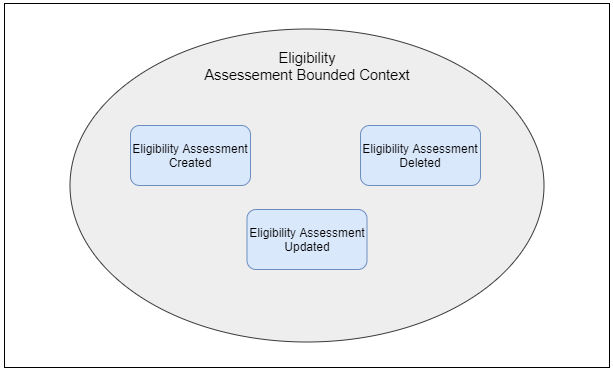 Eligibility
Assessement Bounded Context
Eligibility Assessment
Created
Eligibility Assessment
Deleted
Eligibility Assessment
Updated